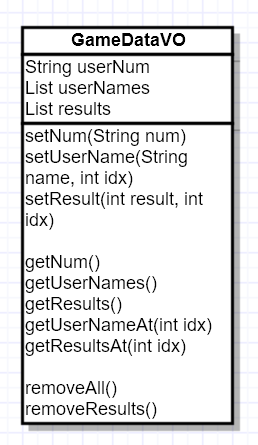 GameDataVO
String userNum
List userNames
List results
setNum(String num)
setUserName(String
name, int idx)
setResult(int result, int
idx)
getNum()
getUserNames()
getResults()
getUserNameAt(int idx)
getResultsAt(int idx)
removeAll()
removeResults()